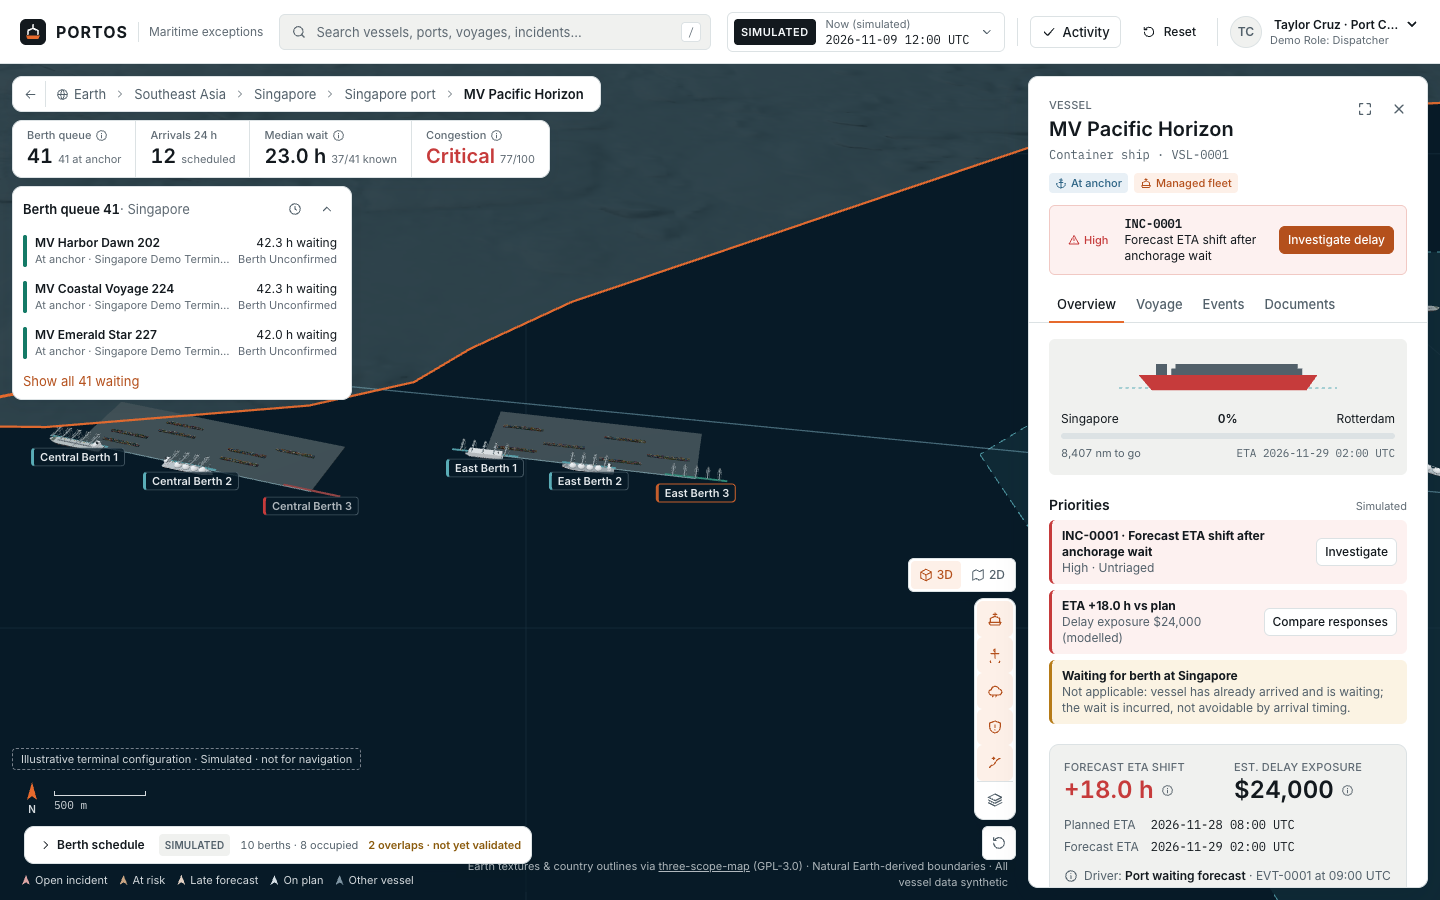 PORTOS
Maritime exceptions
Search vessels, ports, voyages, incidents...
/
SIMULATED
Now (simulated)
2026-11-09 12:00 UTC
Activity
Reset
TC
Taylor Cruz · Port C...
Demo Role: Dispatcher
Earth
Southeast Asia
Singapore
Singapore port
MV Pacific Horizon
Berth queue
41 41 at anchor
Arrivals 24 h
12 scheduled
Median wait
23.0 h 37/41 known
Congestion
Critical 77/100
Berth queue 41 · Singapore
MV Harbor Dawn 202
42.3 h waiting
At anchor · Singapore Demo Termin...
Berth Unconfirmed
MV Coastal Voyage 224
42.3 h waiting
At anchor · Singapore Demo Termin...
Berth Unconfirmed
MV Emerald Star 227
42.0 h waiting
At anchor · Singapore Demo Termin...
Berth Unconfirmed
Show all 41 waiting
Central Berth 1
Central Berth 2
Central Berth 3
East Berth 1
East Berth 2
East Berth 3
3D
2D
Illustrative terminal configuration · Simulated · not for navigation
N
500 m
Berth schedule
SIMULATED
10 berths · 8 occupied
2 overlaps · not yet validated
Open incident
At risk
Late forecast
On plan
Other vessel
Earth textures & country outlines via three-scope-map (GPL-3.0) · Natural Earth-derived boundaries · All
vessel data synthetic
VESSEL
MV Pacific Horizon
Container ship · VSL-0001
At anchor
Managed fleet
High
INC-0001
Forecast ETA shift after
anchorage wait
Investigate delay
Overview
Voyage
Events
Documents
Singapore
0%
Rotterdam
8,407 nm to go
ETA 2026-11-29 02:00 UTC
Priorities
Simulated
INC-0001 · Forecast ETA shift after
anchorage wait
High · Untriaged
Investigate
ETA +18.0 h vs plan
Delay exposure $24,000
(modelled)
Compare responses
Waiting for berth at Singapore
Not applicable: vessel has already arrived and is waiting;
the wait is incurred, not avoidable by arrival timing.
FORECAST ETA SHIFT
+18.0 h
EST. DELAY EXPOSURE
$24,000
Planned ETA 2026-11-28 08:00 UTC
Forecast ETA 2026-11-29 02:00 UTC
Driver: Port waiting forecast · EVT-0001 at 09:00 UTC